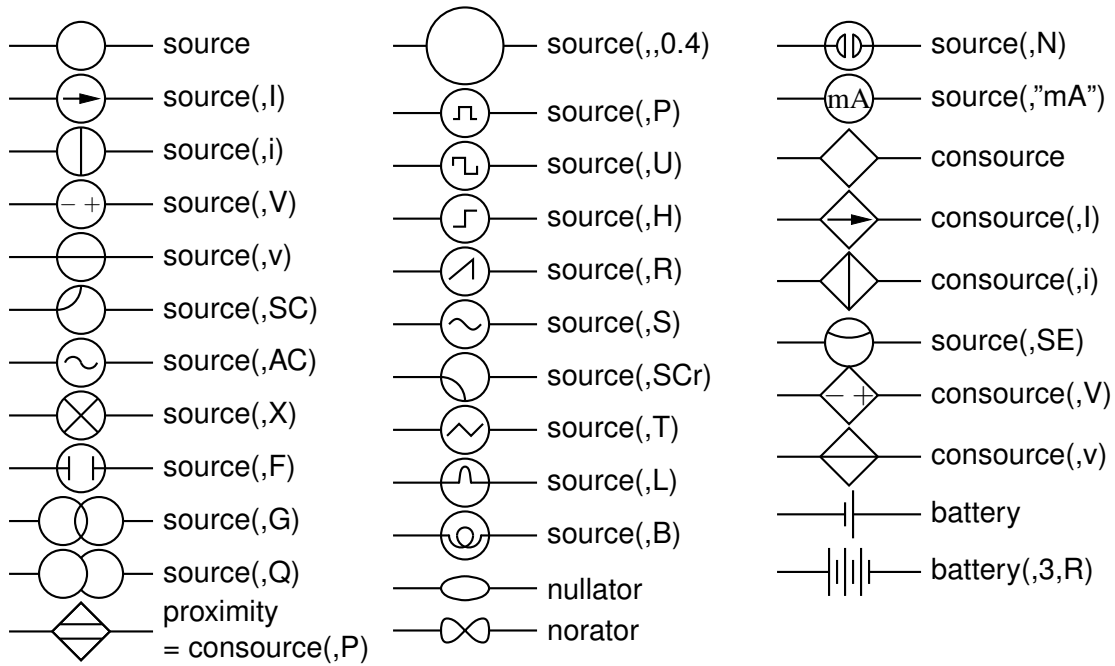 source
source(,I)
source(,i)
− +
source(,V)
source(,v)
source(,SC)
source(,AC)
source(,X)
source(,F)
source(,G)
source(,Q)
proximity
= consource(,P)
source(,,0.4)
source(,P)
source(,U)
source(,H)
source(,R)
source(,S)
source(,SCr)
source(,T)
source(,L)
source(,B)
nullator
norator
source(,N)
mA
source(,”mA”)
consource
consource(,I)
consource(,i)
source(,SE)
− +
consource(,V)
consource(,v)
battery
battery(,3,R)